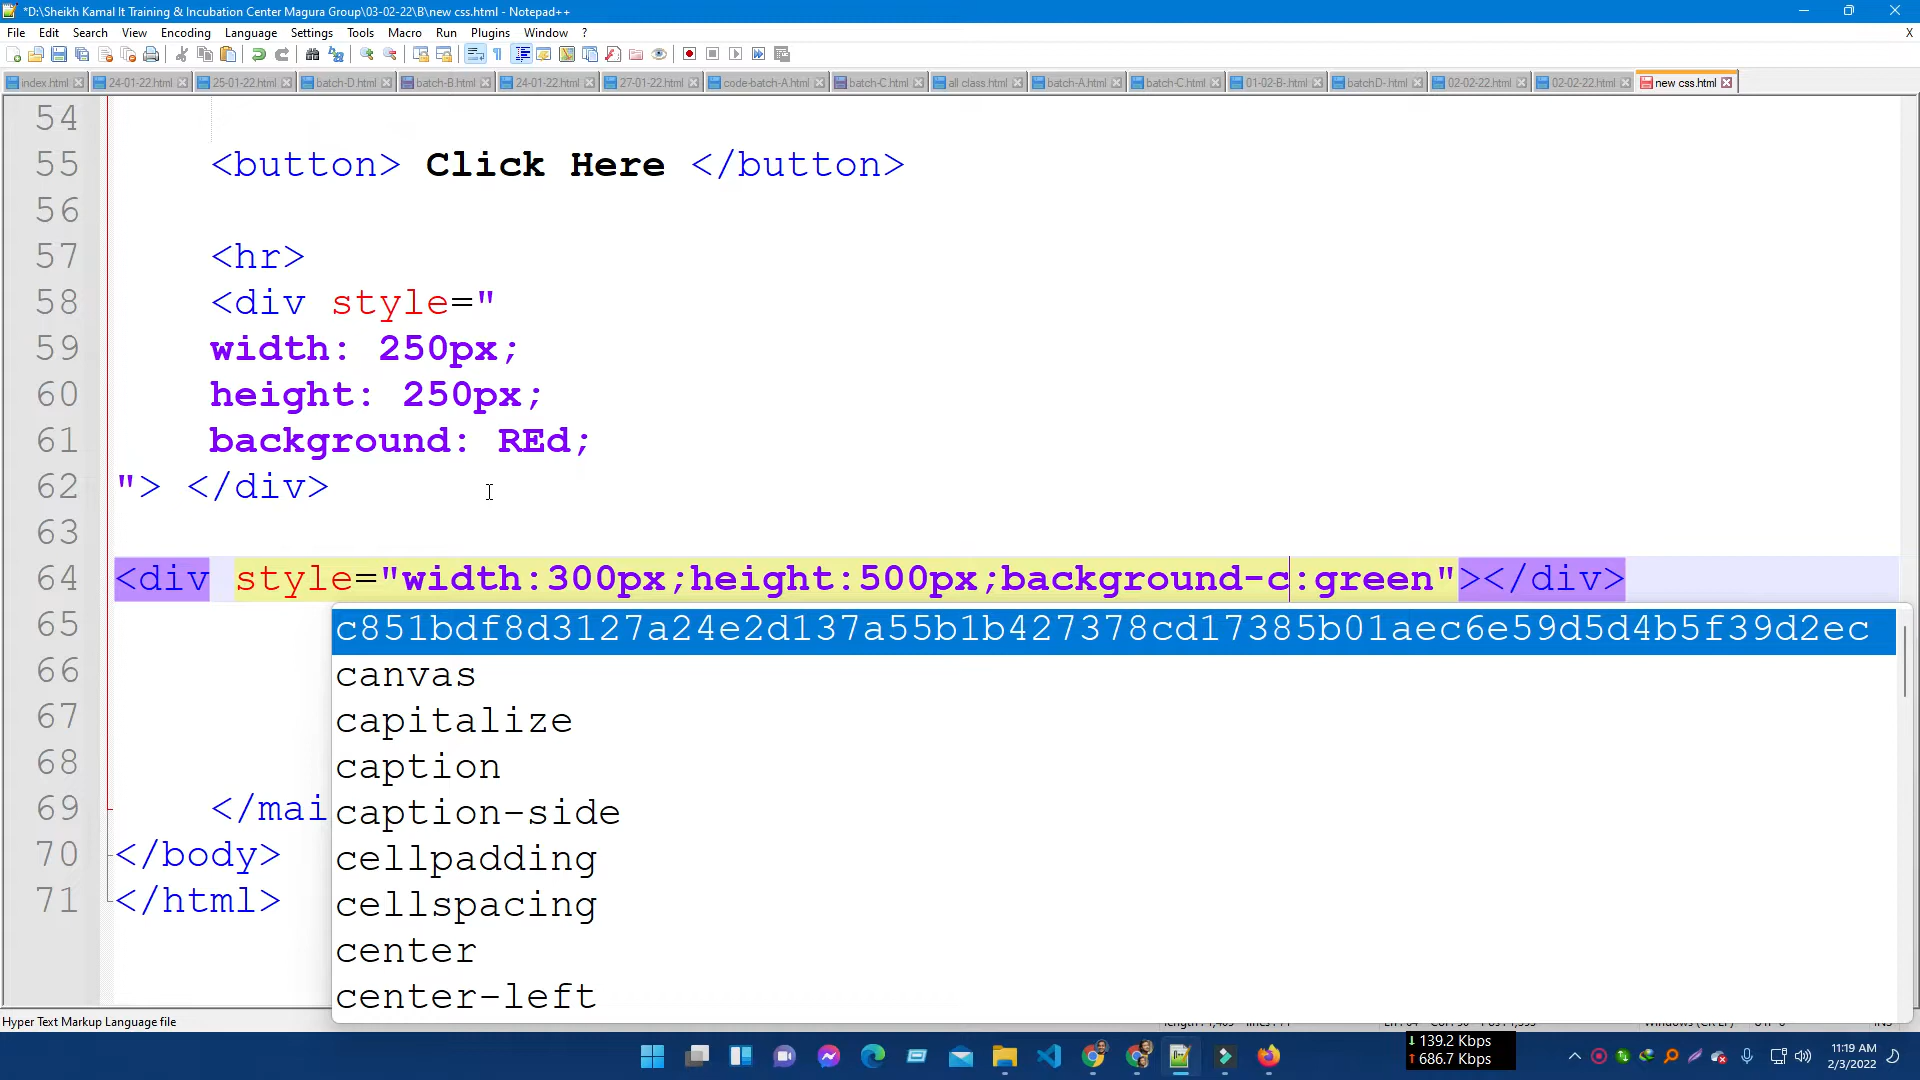 *D:\Sheikh Kamal It Training & Incubation Center Magura Group\03-02-22\B\new css.html - Notepad++
File Edit Search View Encoding Language Settings Tools Macro Run Plugins Window ? X
index.html 24-01-22.html 25-01-22.html batch-D.html batch-B.html 24-01-22.html 27-01-22.html code-batch-A.html batch-C.html all class.html batch-A.html batch-C.html 01-02-B-.html batchD-.html 02-02-22.html 02-02-22.html new css.html
54
55 <button> Click Here </button>
56
57 <hr>
58 <div style="
59 width: 250px;
60 height: 250px;
61 background: REd;
62 "> </div>
63
64 <div style="width:300px;height:500px;background-c:green"></div>
65 c851bdf8d3127a24e2d137a55b1b427378cd17385b01aec6e59d5d4b5f39d2ec
66 canvas
67 capitalize
68 caption
69 </mai caption-side
70 </body> cellpadding
71 </html> cellspacing
center
center-left
Hyper Text Markup Language file
139.2 Kbps
686.7 Kbps
11:19 AM
2/3/2022